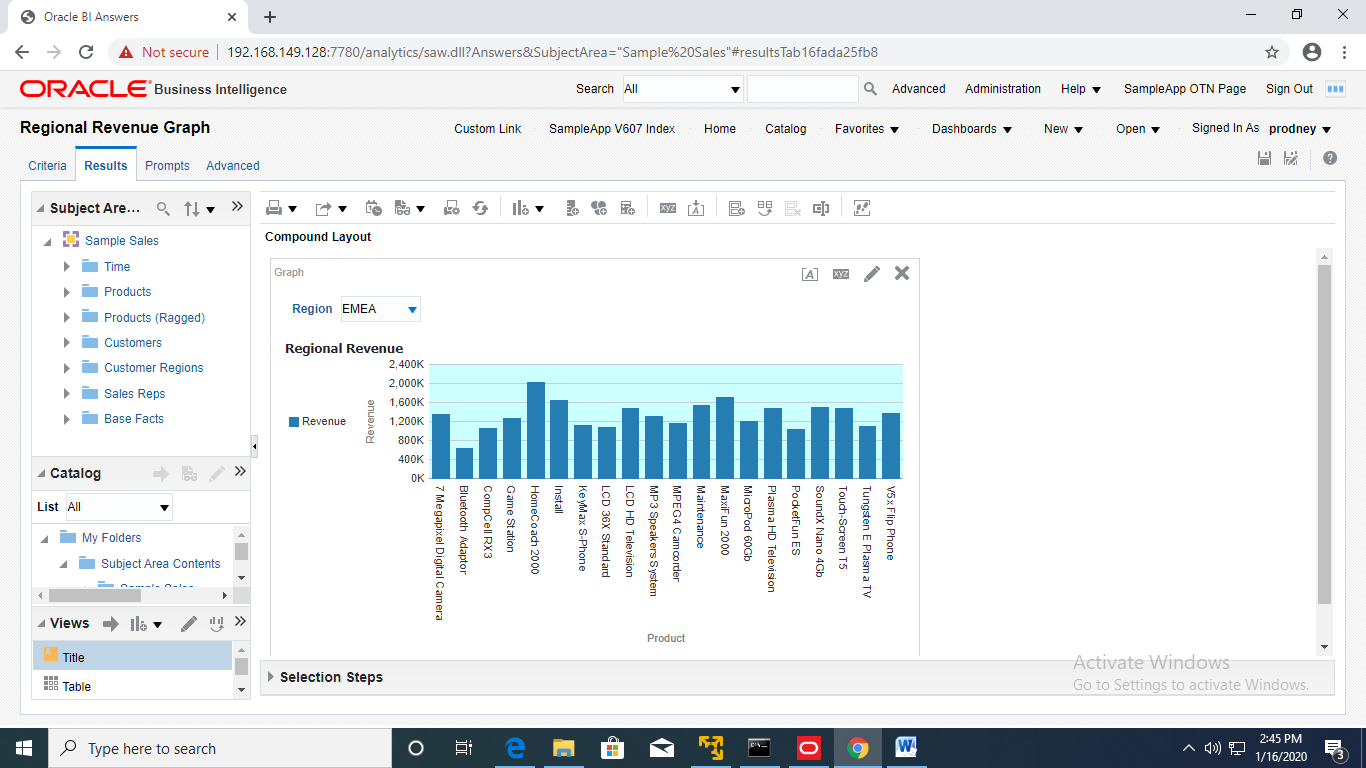 Oracle BI Answers
Not secure 192.168.149.128:7780/analytics/saw.dll?Answers&SubjectArea="Sample%20Sales"#resultsTab16fada25fb8
ORACLE Business Intelligence Search All Advanced Administration Help SampleApp OTN Page Sign Out
Regional Revenue Graph Custom Link SampleApp V607 Index Home Catalog Favorites Dashboards New Open Signed In As prodney
Criteria Results Prompts Advanced
Subject Are...
Sample Sales
Time
Products
Products (Ragged)
Customers
Customer Regions
Sales Reps
Base Facts
Catalog
List All
My Folders
Subject Area Contents
Sample Sales
Views
Title
Table
Compound Layout
Graph
Region EMEA
Regional Revenue
2,400K
2,000K
1,600K
1,200K
800K
400K
0K
Revenue
Revenue
7 Megapixel Digital Camera
Bluetooth Adaptor
CompCell RX3
Game Station
HomeCoach 2000
Install
KeyMax S-Phone
LCD 36X Standard
LCD HD Television
MP3 Speakers System
MPEG4 Camcorder
Maintenance
MaxiFun 2000
MicroPod 60Gb
Plasma HD Television
PocketFun ES
SoundX Nano 4Gb
Touch-Screen T5
Tungsten E Plasma TV
V5x Flip Phone
Product
Selection Steps
Activate Windows
Go to Settings to activate Windows.
Type here to search
2:45 PM
1/16/2020
3